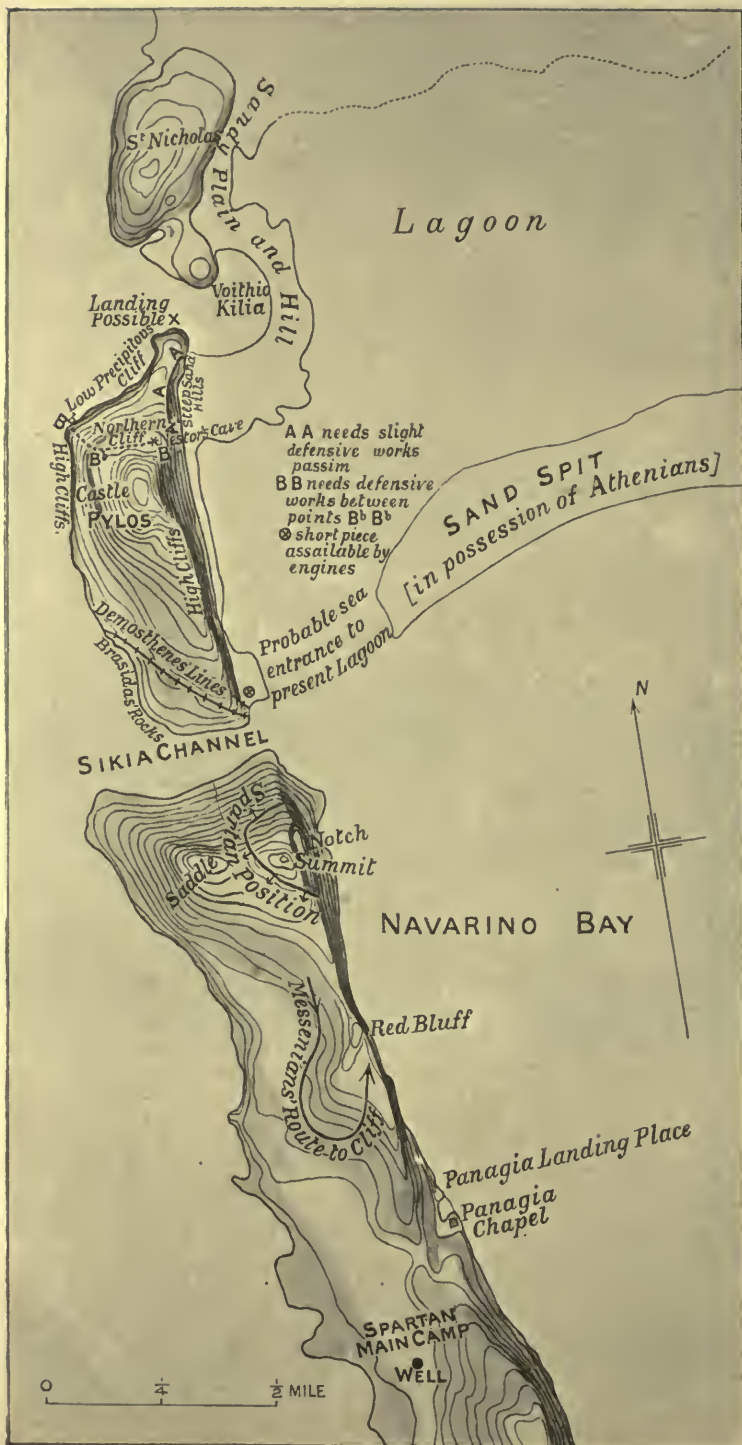 St Nicholas
Sandy Plain and Hill
Lagoon
Voithio
Kilia
Landing
Possible x
Low Precipitous
Cliff
A
A
A
Steep Sand
Hills
B
Northern
Cliff
Nestor's Cave
Bb
B
High Cliffs.
Castle
PYLOS
High Cliffs
A A needs slight
defensive works
passim
B B needs defensive
works between
points Bb Bb
⊗ short piece
assailable by
engines
SAND SPIT
[in possession of Athenians]
Probable sea
entrance to
present Lagoon
Demosthenes' Lines
Brasidas' Rocks
SIKIA CHANNEL
N
Spartan Position
Notch
Summit
Saddle
NAVARINO BAY
Red Bluff
Messenians' Route to Cliff
Panagia Landing Place
Panagia
Chapel
SPARTAN
MAIN CAMP
WELL
0 ¼ ½ MILE